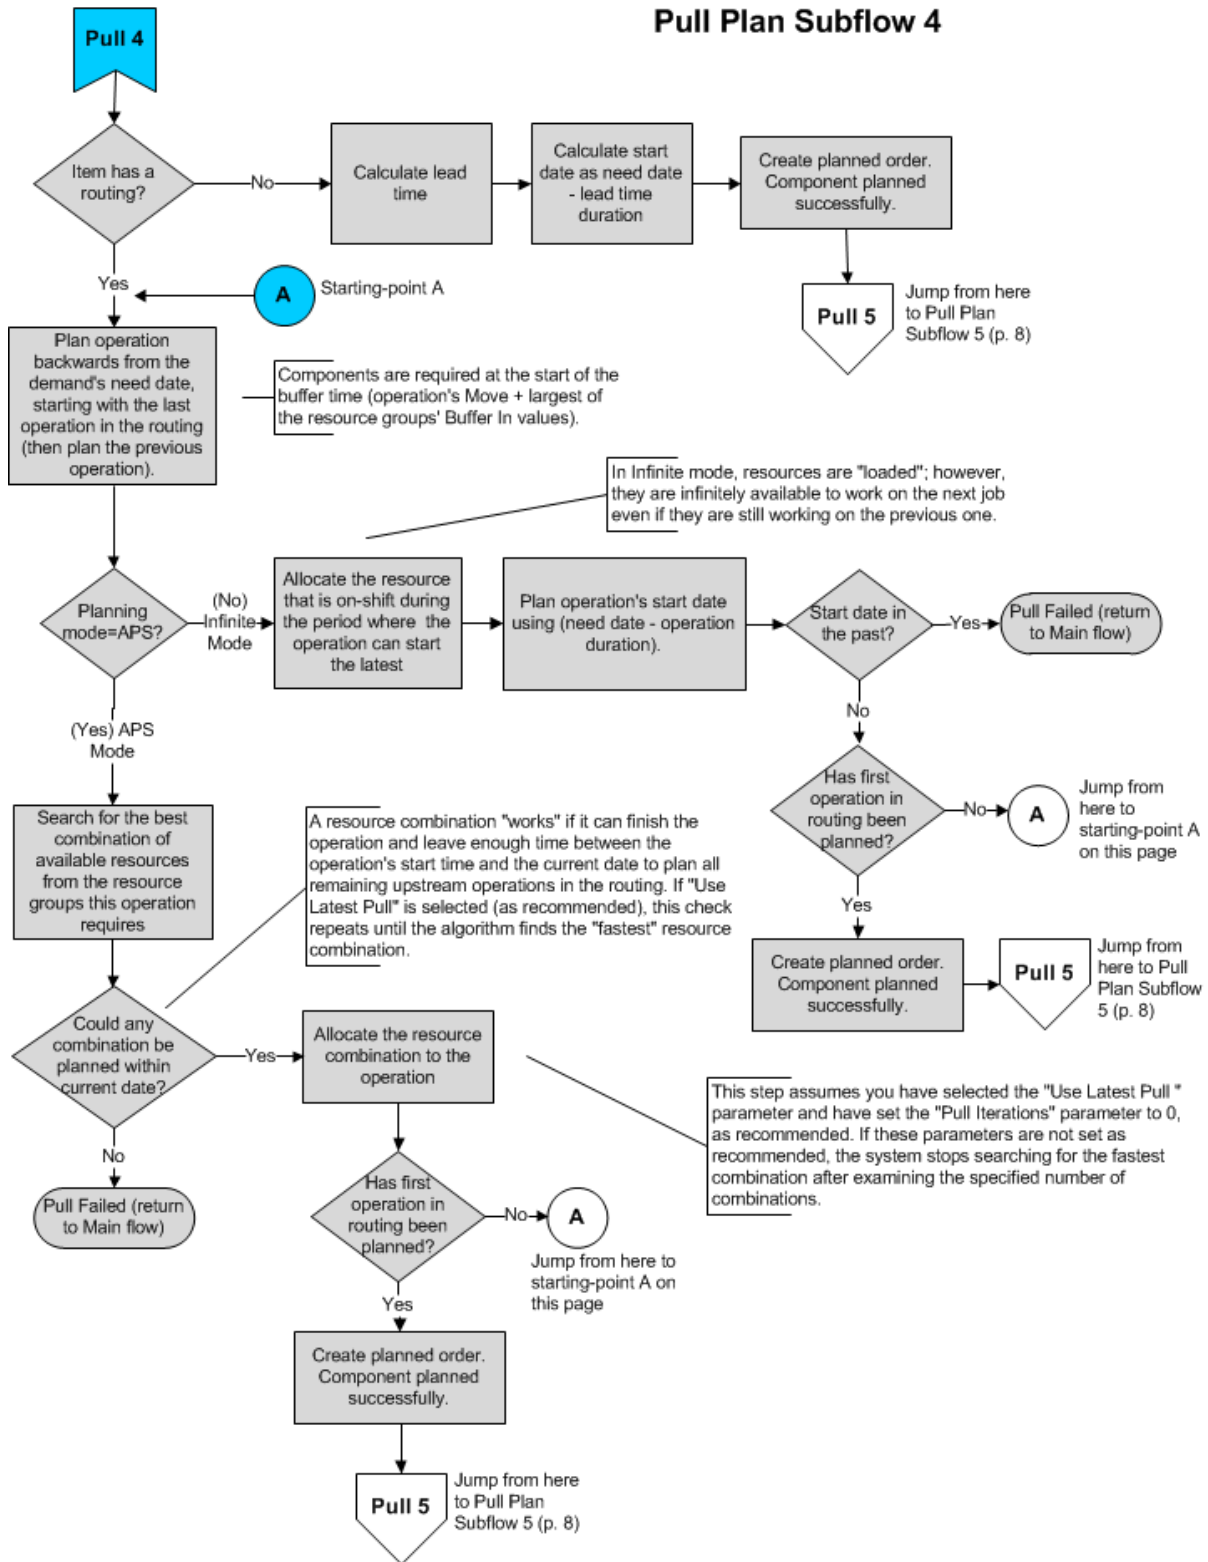 Pull Plan Subflow 4
Pull 4
Item has a
routing?
No
Calculate lead
time
Calculate start
date as need date
- lead time
duration
Create planned order.
Component planned
successfully.
Pull 5
Jump from here
to Pull Plan
Subflow 5 (p. 8)
Yes
A
Starting-point A
Plan operation
backwards from the
demand's need date,
starting with the last
operation in the routing
(then plan the previous
operation).
Components are required at the start of the
buffer time (operation's Move + largest of
the resource groups' Buffer In values).
In Infinite mode, resources are "loaded"; however,
they are infinitely available to work on the next job
even if they are still working on the previous one.
Planning
mode=APS?
(No)
Infinite
Mode
Allocate the resource
that is on-shift during
the period where the
operation can start
the latest
Plan operation's start date
using (need date - operation
duration).
Start date in
the past?
Yes
Pull Failed (return
to Main flow)
No
Has first
operation in
routing been
planned?
No
A
Jump from
here to
starting-point A
on this page
Yes
Create planned order.
Component planned
successfully.
Pull 5
Jump from
here to Pull
Plan Subflow
5 (p. 8)
(Yes) APS
Mode
Search for the best
combination of
available resources
from the resource
groups this operation
requires
A resource combination "works" if it can finish the
operation and leave enough time between the
operation's start time and the current date to plan all
remaining upstream operations in the routing. If "Use
Latest Pull" is selected (as recommended), this check
repeats until the algorithm finds the "fastest" resource
combination.
Could any
combination be
planned within
current date?
Yes
Allocate the resource
combination to the
operation
This step assumes you have selected the "Use Latest Pull "
parameter and have set the "Pull Iterations" parameter to 0,
as recommended. If these parameters are not set as
recommended, the system stops searching for the fastest
combination after examining the specified number of
combinations.
No
Pull Failed (return
to Main flow)
Has first
operation in
routing been
planned?
No
A
Jump from here to
starting-point A on
this page
Yes
Create planned order.
Component planned
successfully.
Pull 5
Jump from here
to Pull Plan
Subflow 5 (p. 8)